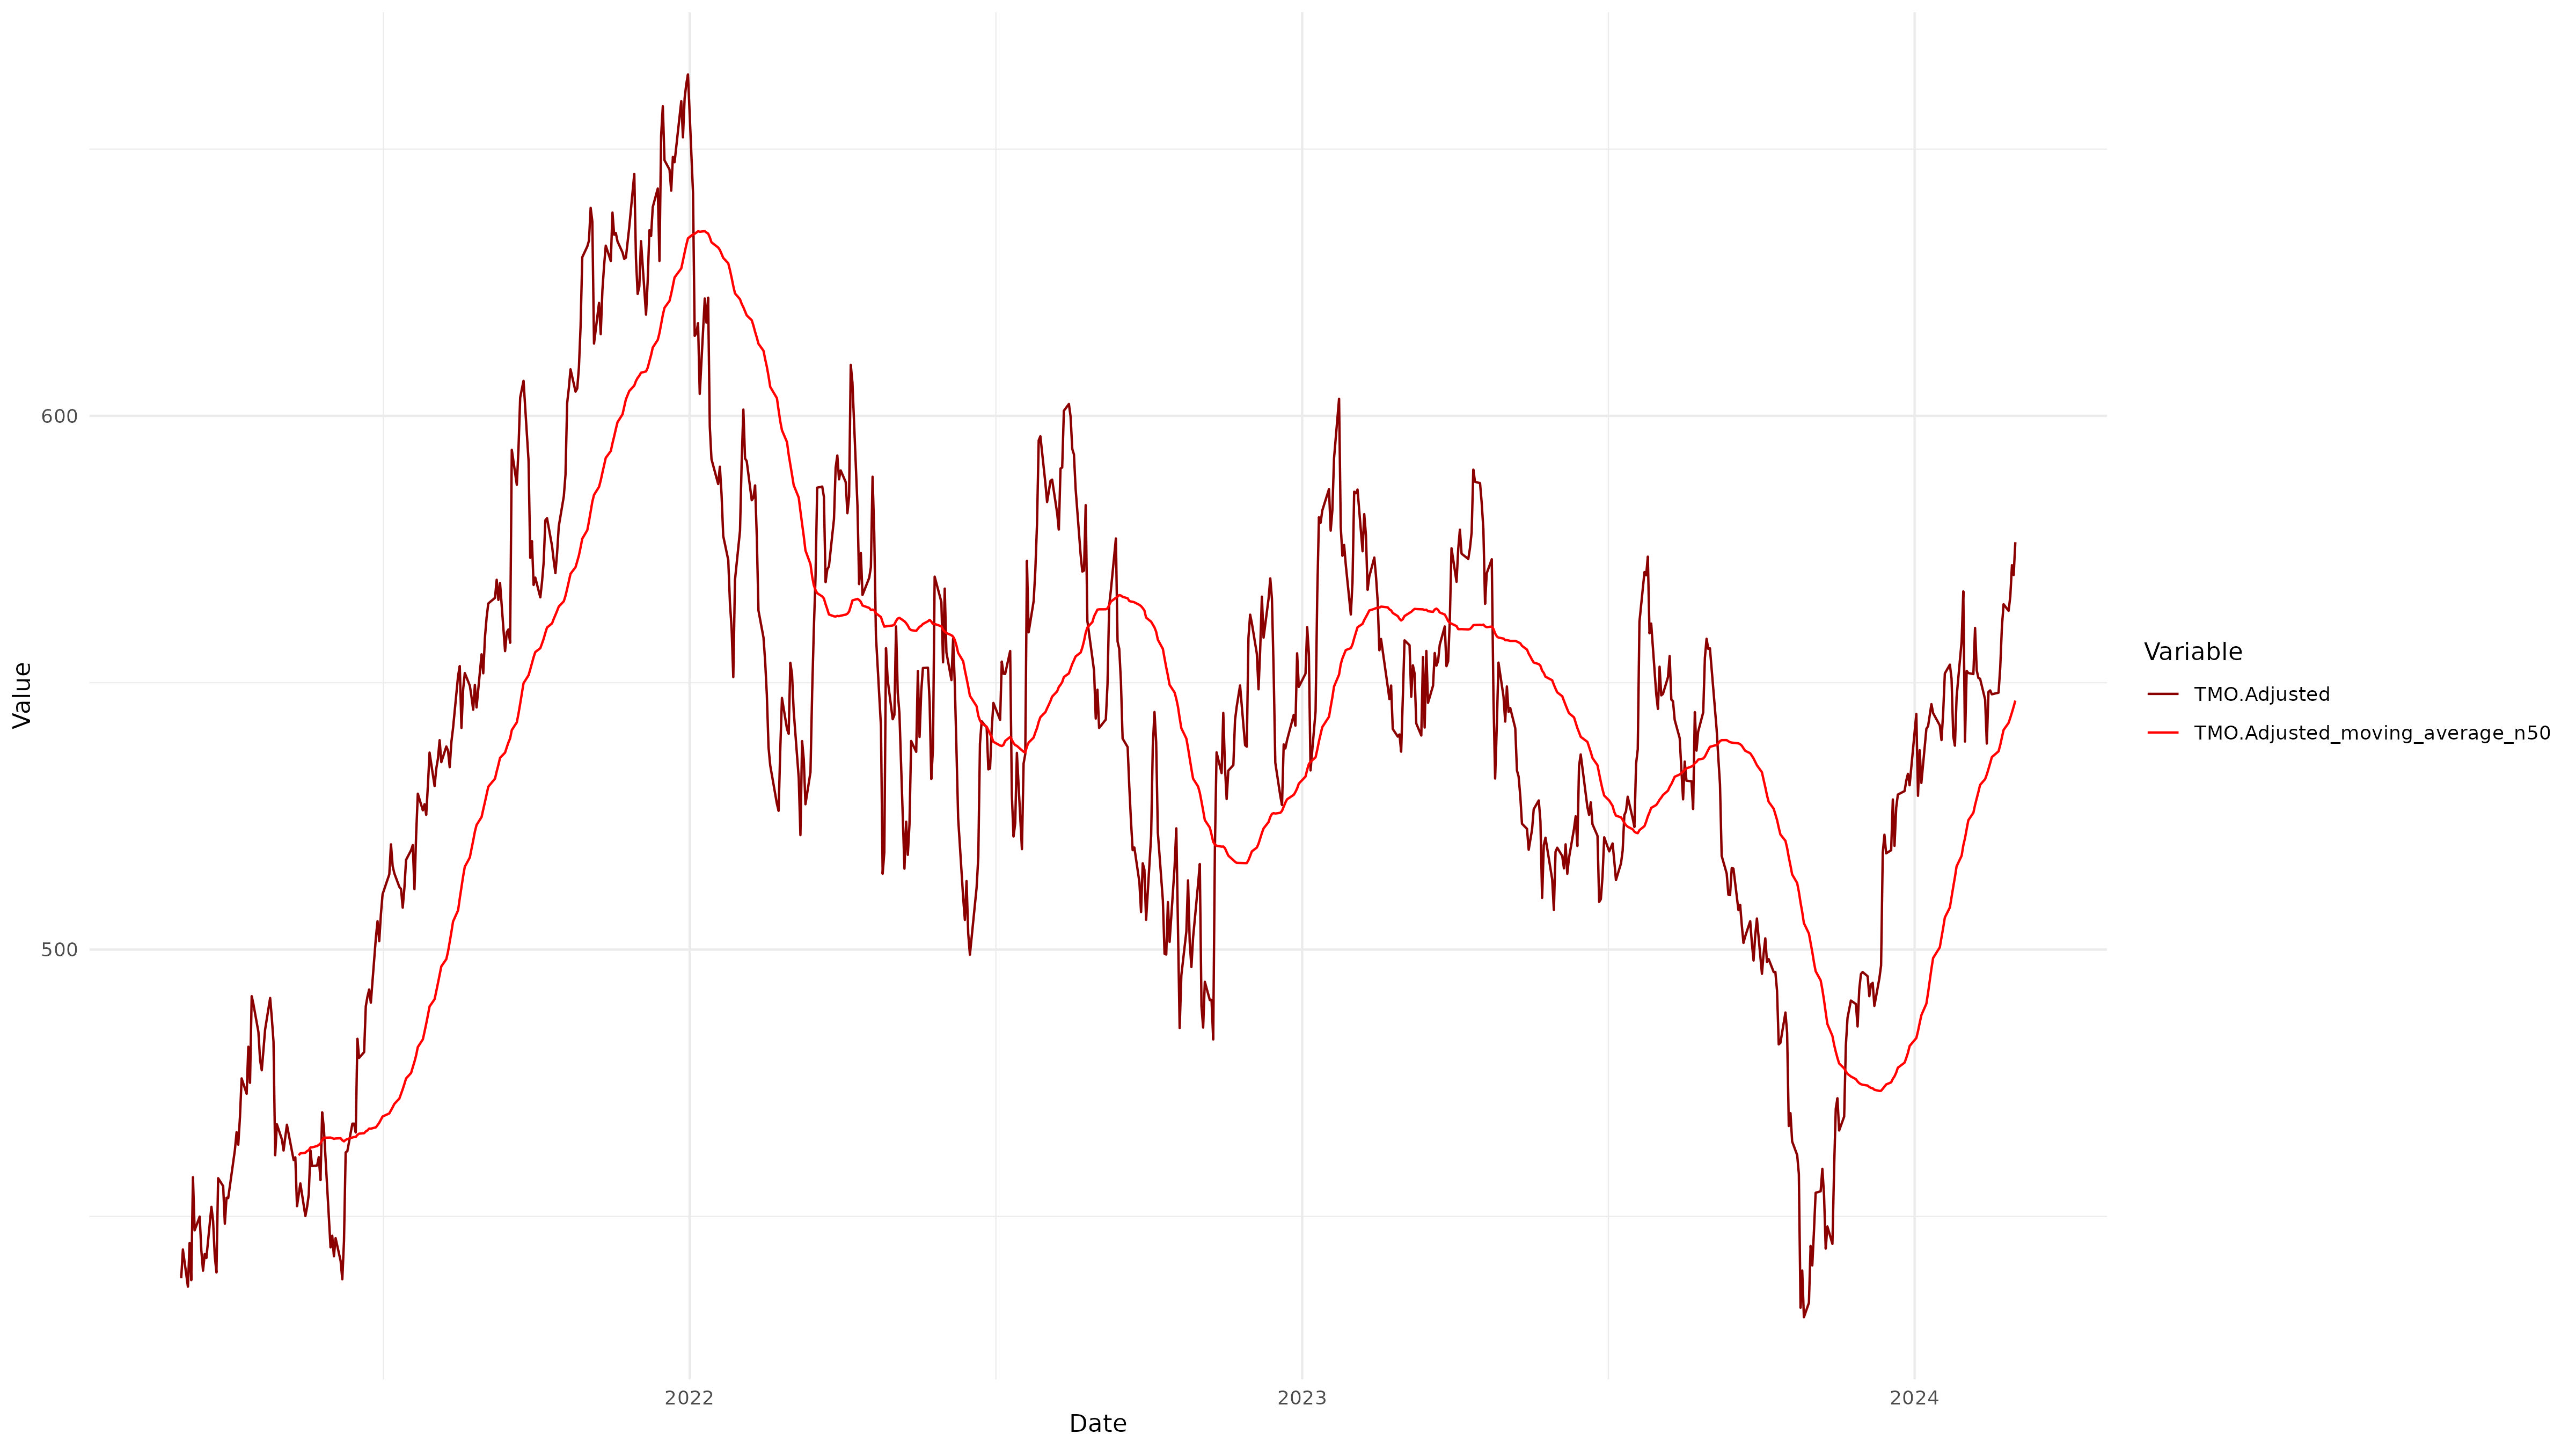 600
500
Value
2022
2023
2024
Date
Variable
TMO.Adjusted
TMO.Adjusted_moving_average_n50